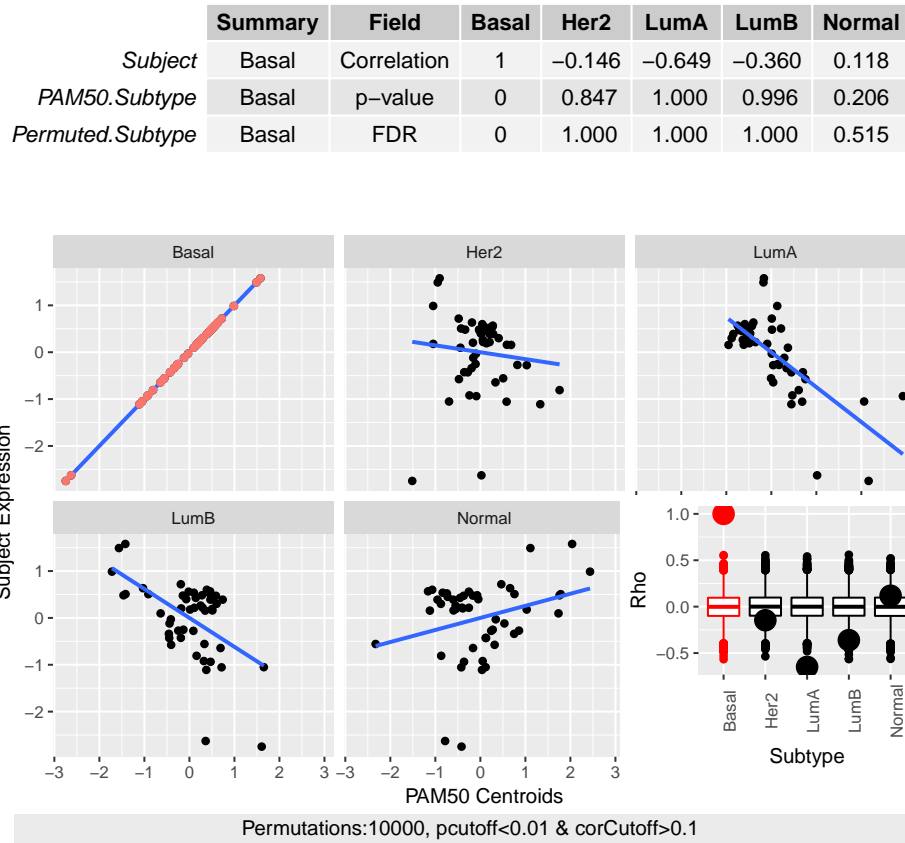 Summary Field Basal Her2 LumA LumB Normal
Subject Basal Correlation 1 −0.146 −0.649 −0.360 0.118
PAM50.Subtype Basal p−value 0 0.847 1.000 0.996 0.206
Permuted.Subtype Basal FDR 0 1.000 1.000 1.000 0.515
Basal Her2 LumA
1
0
−1
−2
Subject Expression
LumB Normal
1
0
−1
−2
−3 −2 −1 0 1 2 3 −3 −2 −1 0 1 2 3
PAM50 Centroids
1.0
0.5
0.0
−0.5
Rho
Basal Her2 LumA LumB Normal
Subtype
Permutations:10000, pcutoff<0.01 & corCutoff>0.1